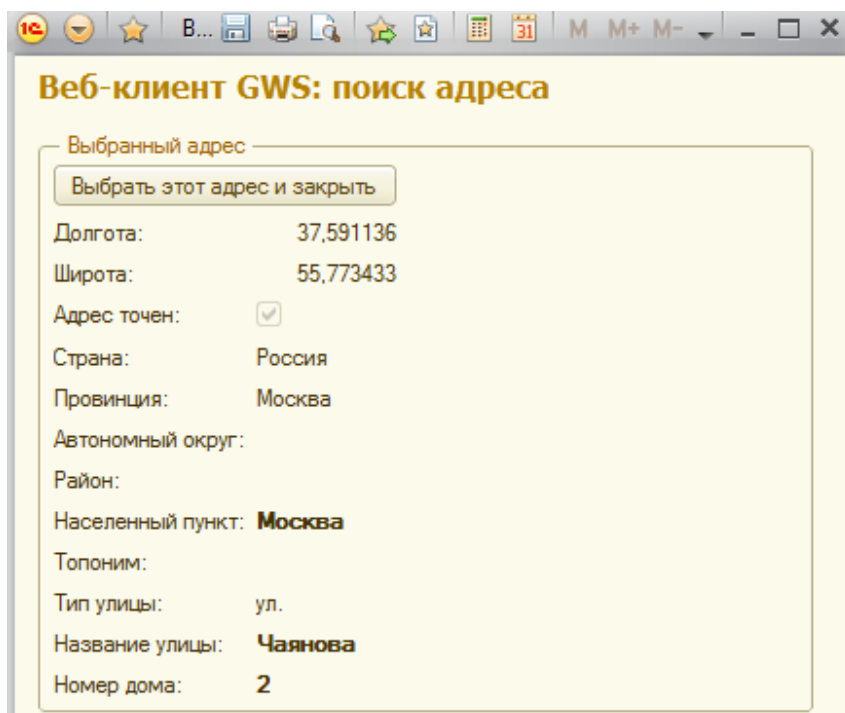 1С В... 31 M M+ M-
Веб-клиент GWS: поиск адреса
Выбранный адрес
Выбрать этот адрес и закрыть
Долгота: 37,591136
Широта: 55,773433
Адрес точен:
Страна: Россия
Провинция: Москва
Автономный округ:
Район:
Населенный пункт: Москва
Топоним:
Тип улицы: ул.
Название улицы: Чаянова
Номер дома: 2